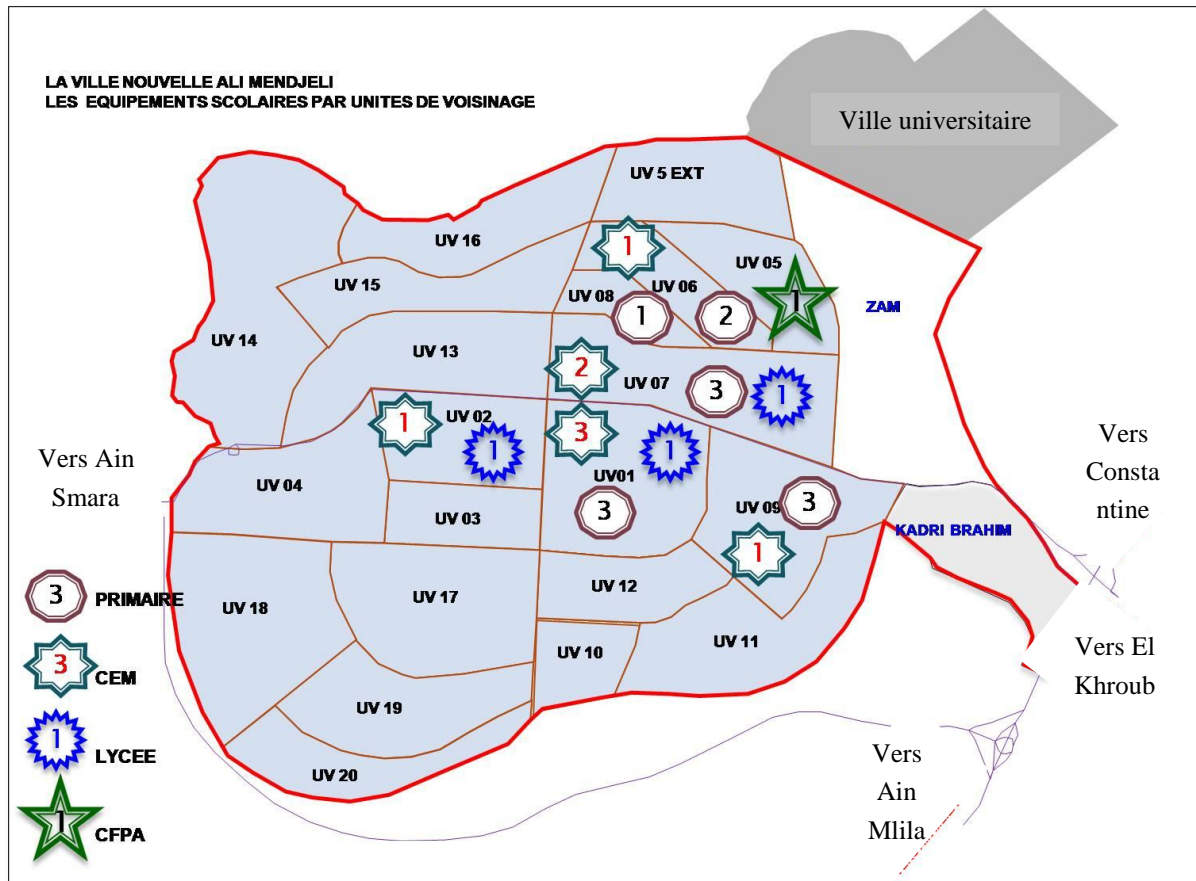 LA VILLE NOUVELLE ALI MENDJELI
LES EQUIPEMENTS SCOLAIRES PAR UNITES DE VOISINAGE
Ville universitaire
UV 5 EXT
UV 16
1
UV 05
UV 15
UV 08
UV 06
1
ZAM
1
2
UV 14
UV 13
2
UV 07
3
1
1
UV 02
3
1
1
Vers
Consta
ntine
Vers Ain
Smara
UV 04
UV01
UV 03
3
UV 09
3
KADRI BRAHIM
1
3
PRIMAIRE
UV 18
UV 17
UV 12
UV 11
UV 10
Vers El
Khroub
3
CEM
UV 19
1
LYCEE
UV 20
Vers
Ain
Mlila
1
CFPA